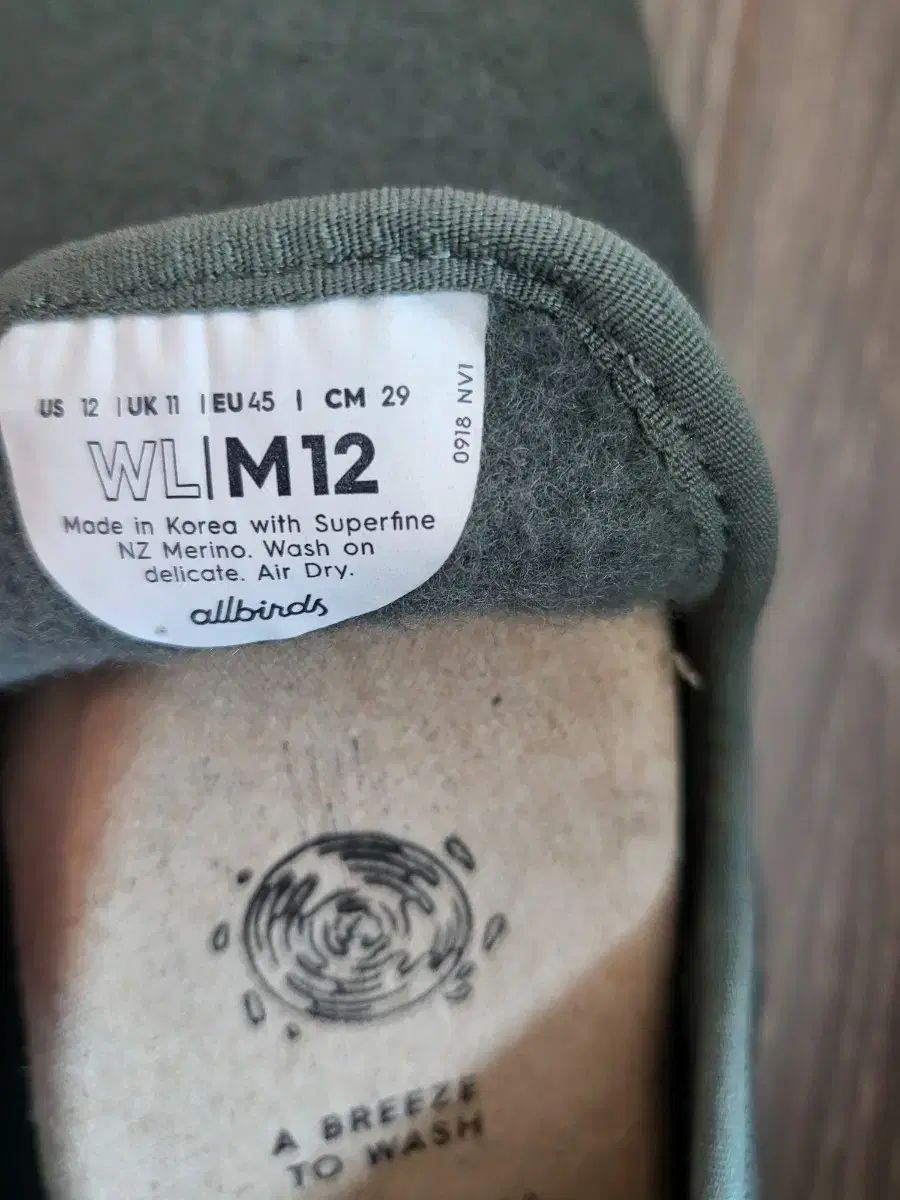 US 12 | UK 11 | EU 45 | CM 29
WL|M12
Made in Korea with Superfine
NZ Merino. Wash on
delicate. Air Dry.
allbirds
0918 NV1
A BREEZE
TO WASH